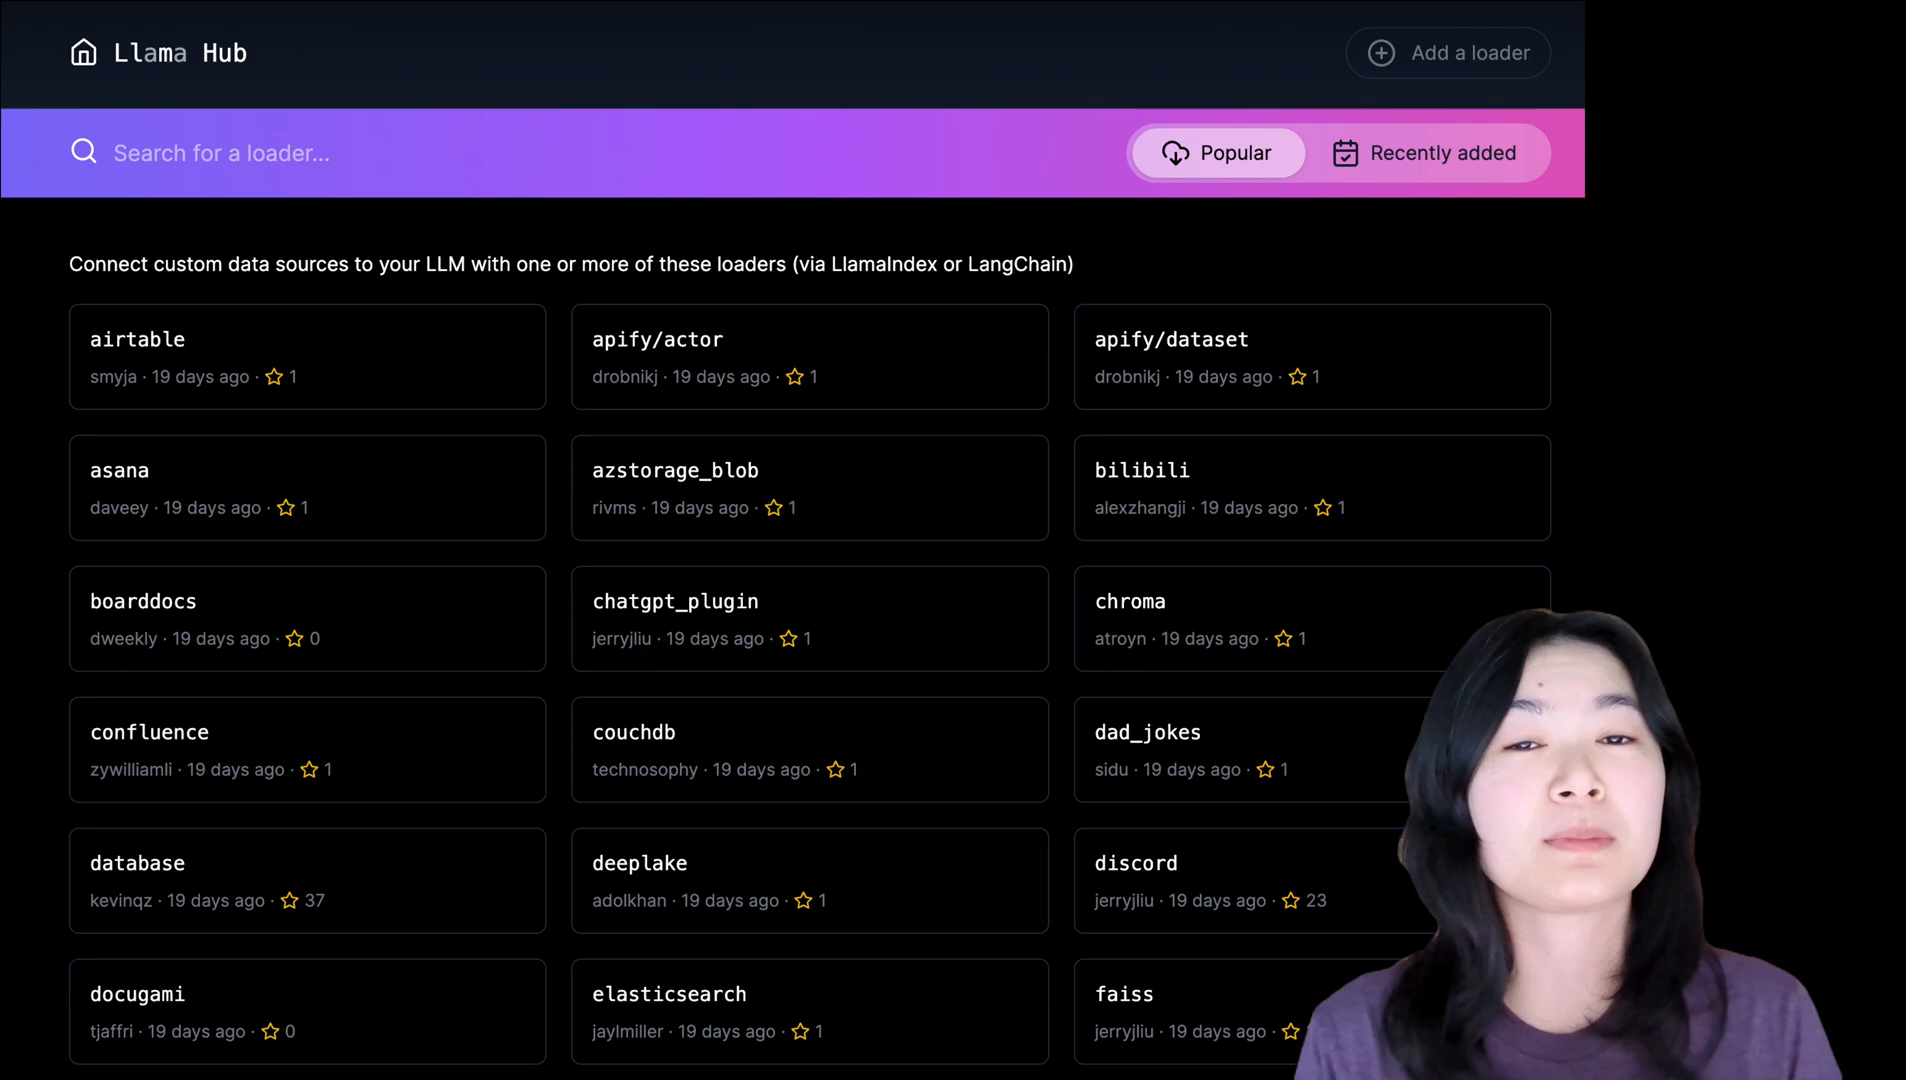 Llama Hub
Add a loader
Search for a loader...
Popular
Recently added
Connect custom data sources to your LLM with one or more of these loaders (via LlamaIndex or LangChain)
airtable
smyja · 19 days ago · 1
apify/actor
drobnikj · 19 days ago · 1
apify/dataset
drobnikj · 19 days ago · 1
asana
daveey · 19 days ago · 1
azstorage_blob
rivms · 19 days ago · 1
bilibili
alexzhangji · 19 days ago · 1
boarddocs
dweekly · 19 days ago · 0
chatgpt_plugin
jerryjliu · 19 days ago · 1
chroma
atroyn · 19 days ago · 1
confluence
zywilliamli · 19 days ago · 1
couchdb
technosophy · 19 days ago · 1
dad_jokes
sidu · 19 days ago · 1
database
kevinqz · 19 days ago · 37
deeplake
adolkhan · 19 days ago · 1
discord
jerryjliu · 19 days ago · 23
docugami
tjaffri · 19 days ago · 0
elasticsearch
jaylmiller · 19 days ago · 1
faiss
jerryjliu · 19 days ago ·